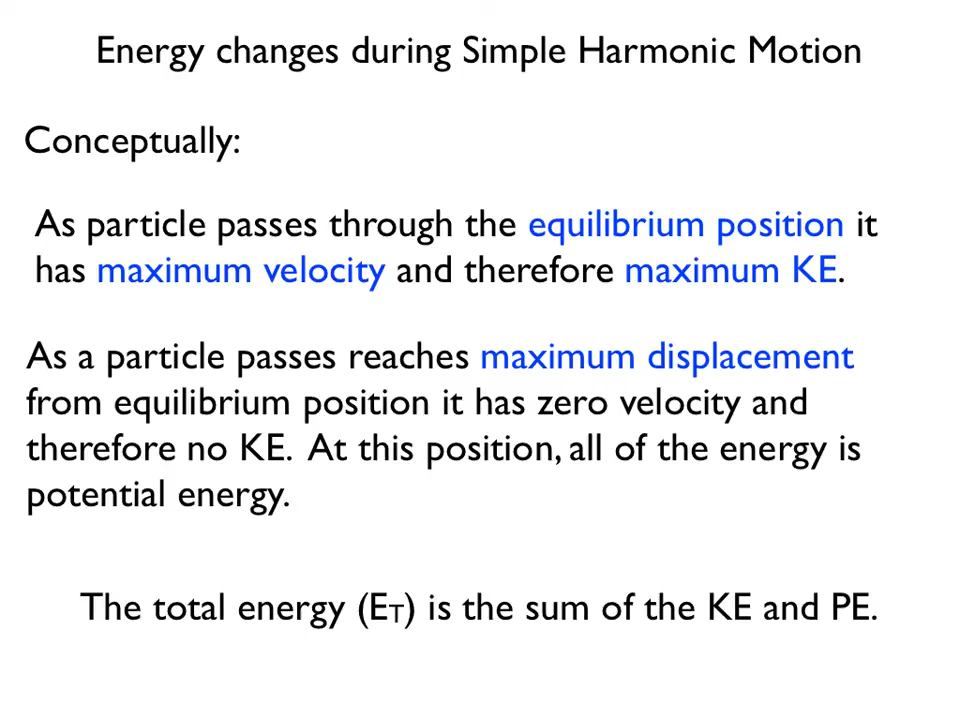 Energy changes during Simple Harmonic Motion
Conceptually:
As particle passes through the equilibrium position it
has maximum velocity and therefore maximum KE.
As a particle passes reaches maximum displacement
from equilibrium position it has zero velocity and
therefore no KE. At this position, all of the energy is
potential energy.
The total energy (ET) is the sum of the KE and PE.